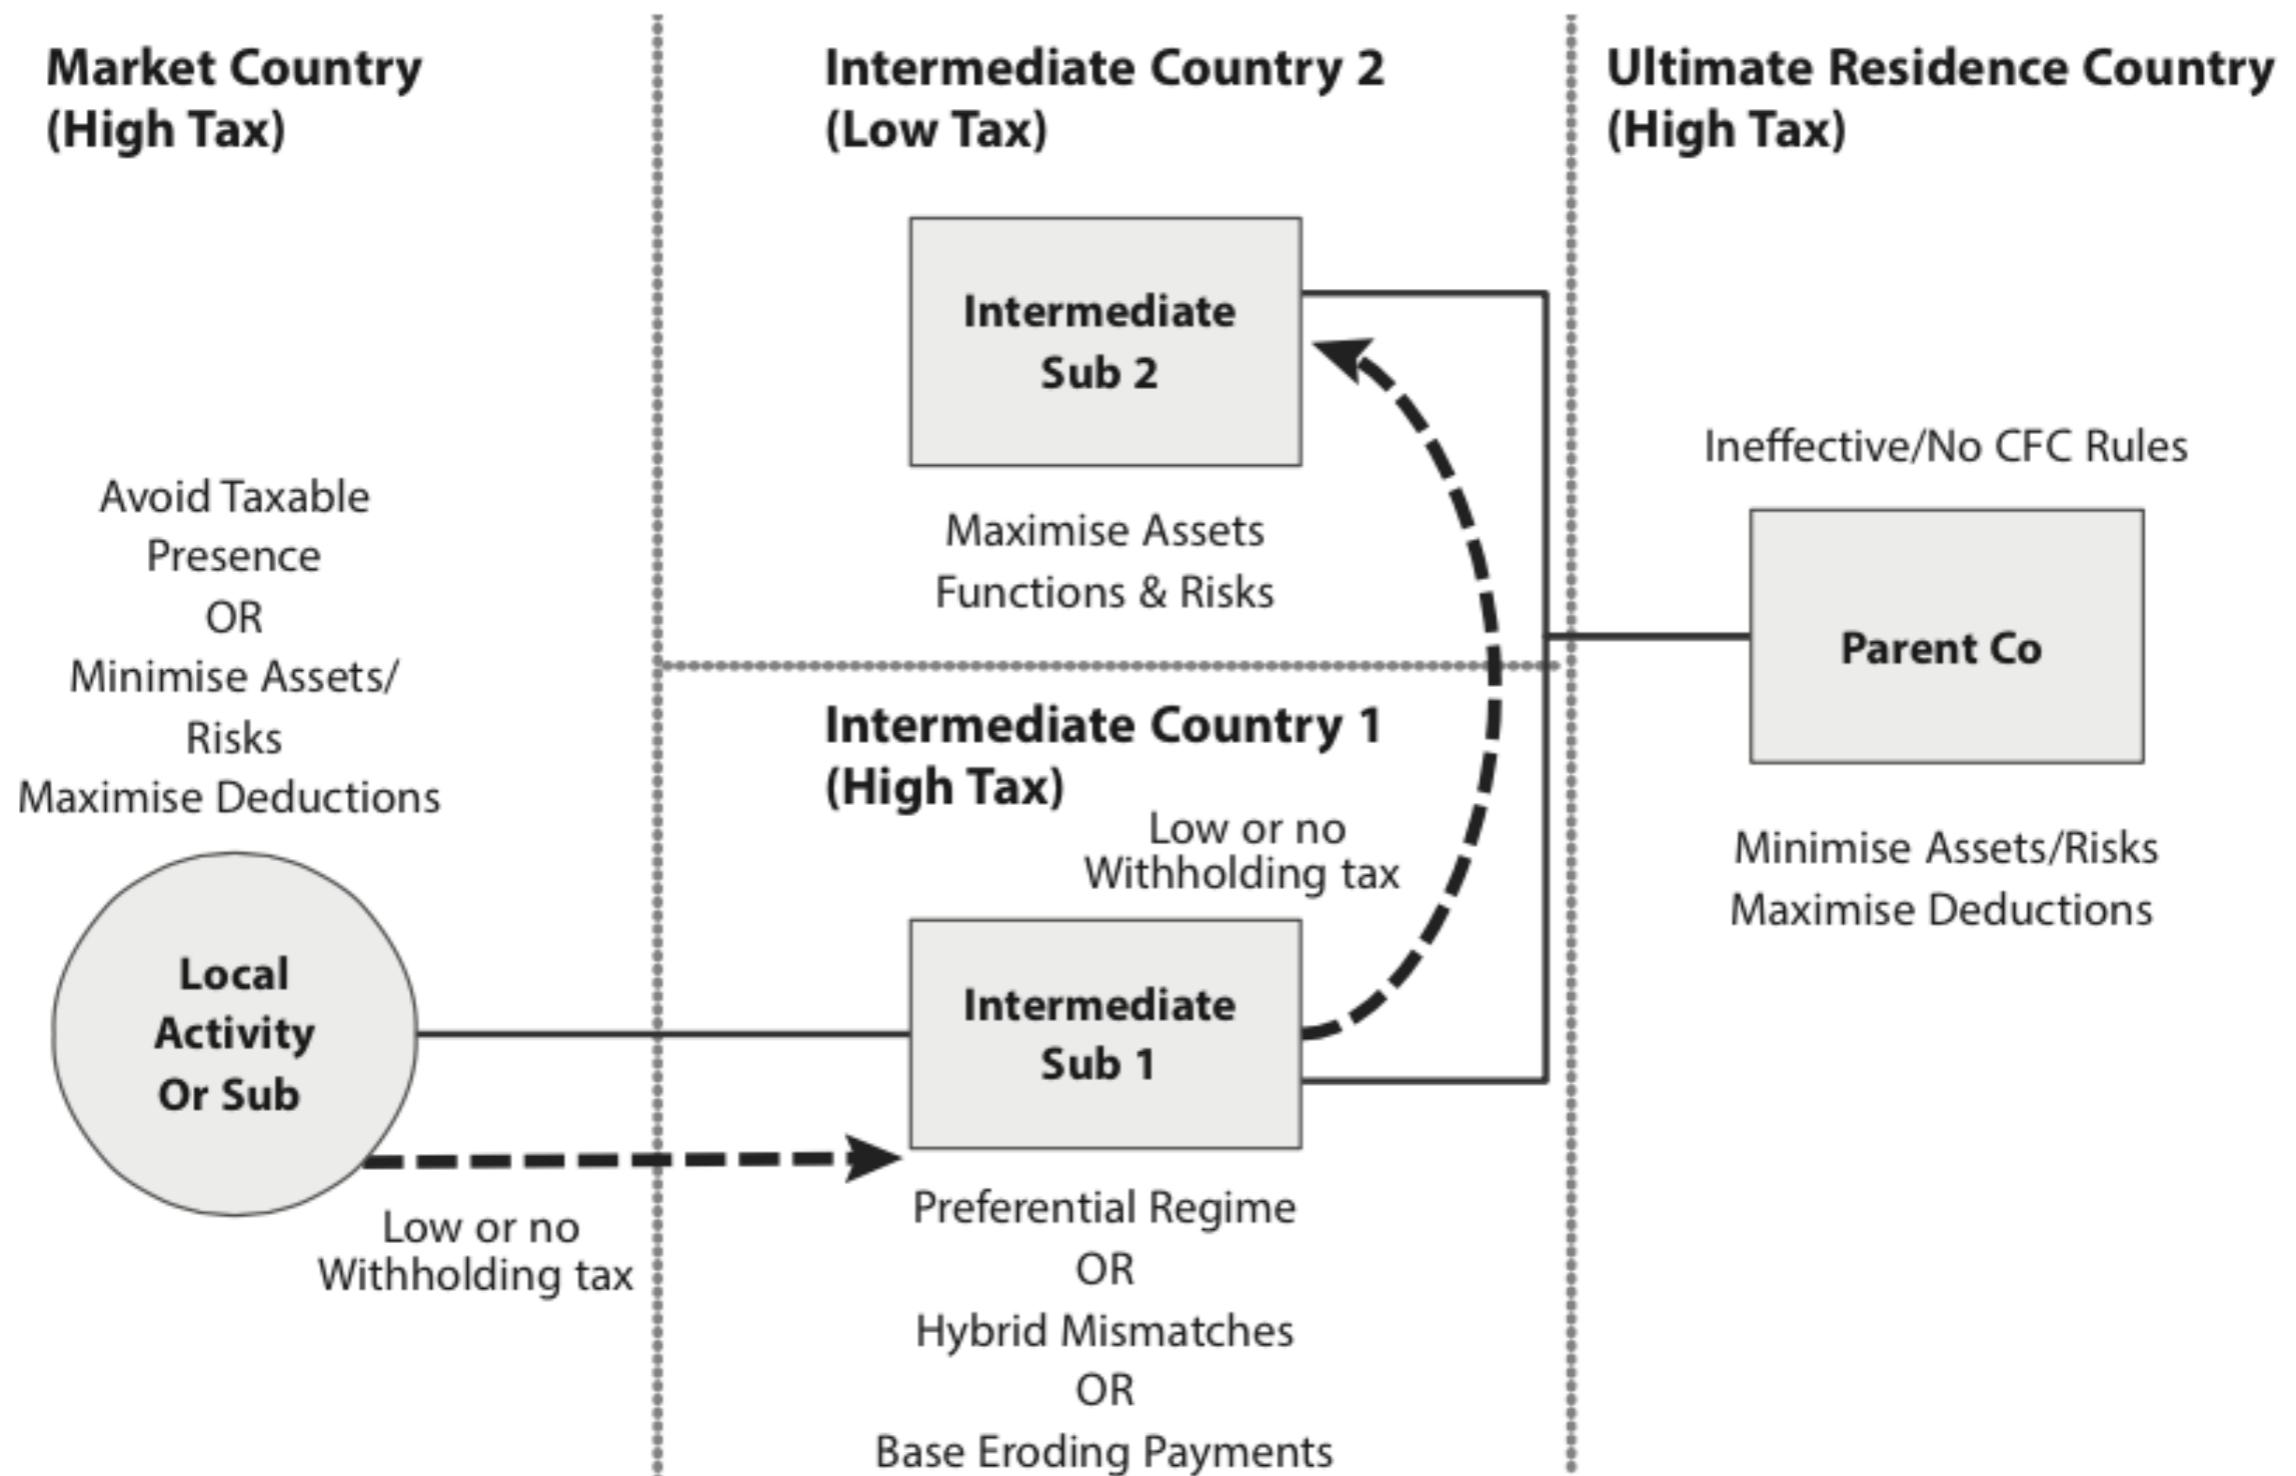 Market Country
(High Tax)
Intermediate Country 2
(Low Tax)
Ultimate Residence Country
(High Tax)
Avoid Taxable
Presence
OR
Minimise Assets/
Risks
Maximise Deductions
Local
Activity
Or Sub
Low or no
Withholding tax
Intermediate
Sub 2
Maximise Assets
Functions & Risks
Intermediate Country 1
(High Tax)
Low or no
Withholding tax
Intermediate
Sub 1
Preferential Regime
OR
Hybrid Mismatches
OR
Base Eroding Payments
Ineffective/No CFC Rules
Parent Co
Minimise Assets/Risks
Maximise Deductions